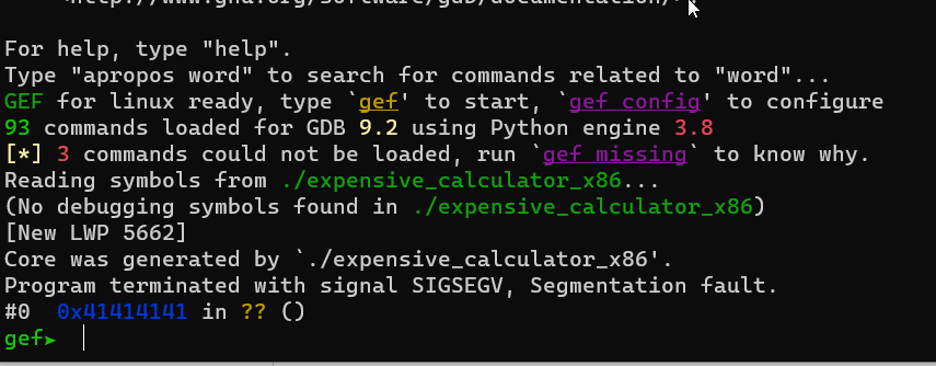 For help, type "help".
Type "apropos word" to search for commands related to "word"...
GEF for linux ready, type `gef' to start, `gef config' to configure
93 commands loaded for GDB 9.2 using Python engine 3.8
[*] 3 commands could not be loaded, run `gef missing` to know why.
Reading symbols from ./expensive_calculator_x86...
(No debugging symbols found in ./expensive_calculator_x86)
[New LWP 5662]
Core was generated by `./expensive_calculator_x86'.
Program terminated with signal SIGSEGV, Segmentation fault.
#0  0x41414141 in ?? ()
gef➤